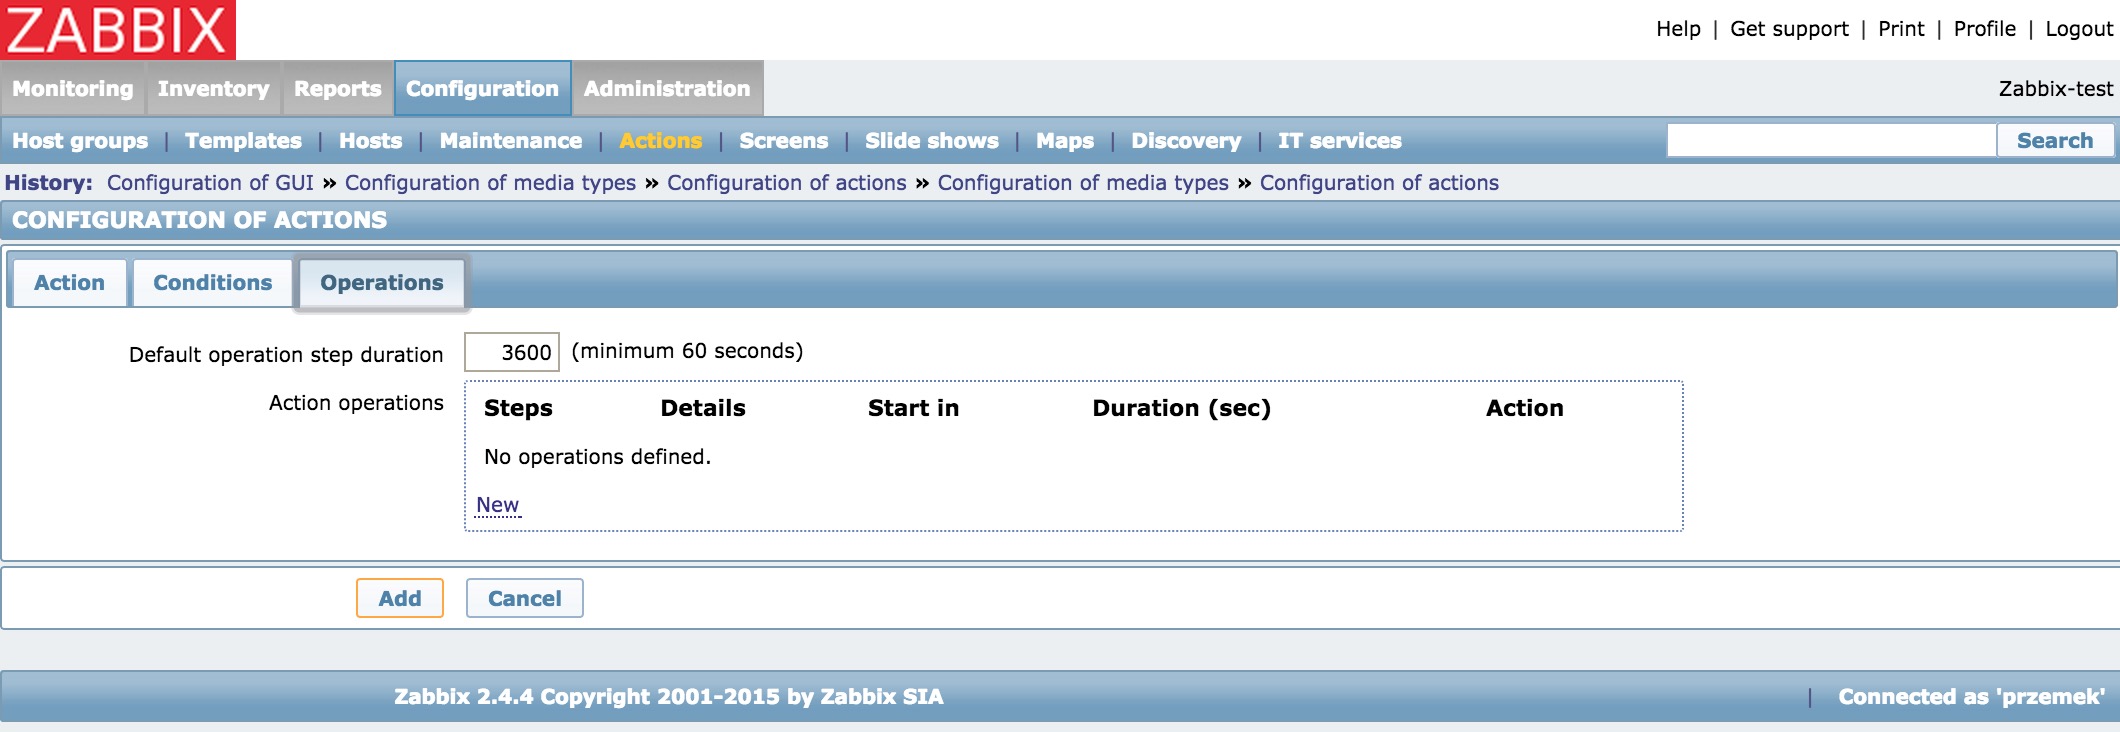 ZABBIX
Help | Get support | Print | Profile | Logout
Monitoring Inventory Reports Configuration Administration Zabbix-test
Host groups | Templates | Hosts | Maintenance | Actions | Screens | Slide shows | Maps | Discovery | IT services Search
History: Configuration of GUI » Configuration of media types » Configuration of actions » Configuration of media types » Configuration of actions
CONFIGURATION OF ACTIONS
Action Conditions Operations
Default operation step duration 3600 (minimum 60 seconds)
Action operations Steps Details Start in Duration (sec) Action
No operations defined.
New
Add Cancel
Zabbix 2.4.4 Copyright 2001-2015 by Zabbix SIA | Connected as 'przemek'